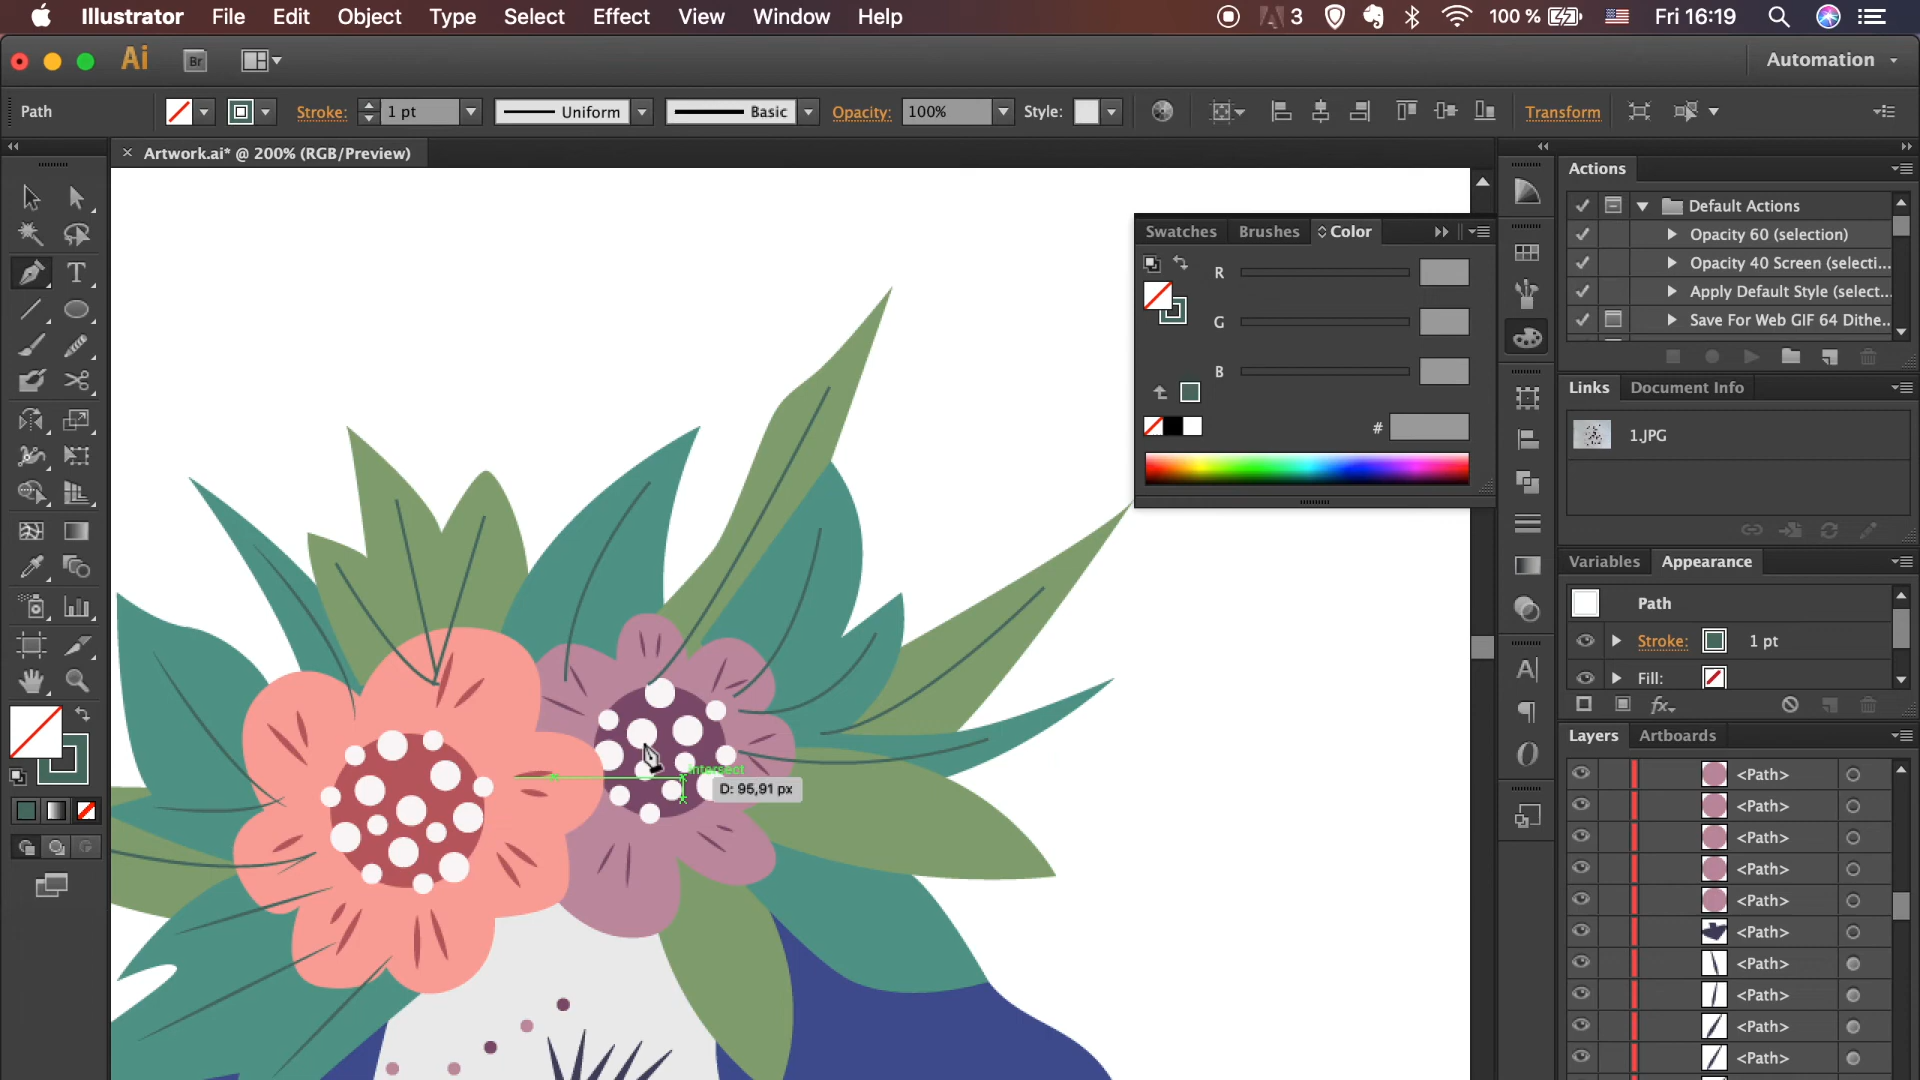 Illustrator File Edit Object Type Select Effect View Window Help 3 100 % Fri 16:19
Ai Br Automation
Path Stroke: 1 pt Uniform Basic Opacity: 100% Style: Transform
× Artwork.ai* @ 200% (RGB/Preview)
Actions
Default Actions
Opacity 60 (selection)
Opacity 40 Screen (selecti...
Apply Default Style (select...
Save For Web GIF 64 Dithe...
Swatches Brushes Color
R
G
B
#
Links Document Info
1.JPG
Variables Appearance
Path
Stroke: 1 pt
Fill:
fx
Layers Artboards
<Path>
<Path>
<Path>
<Path>
<Path>
<Path>
<Path>
<Path>
<Path>
<Path>
intersect
D: 95,91 px